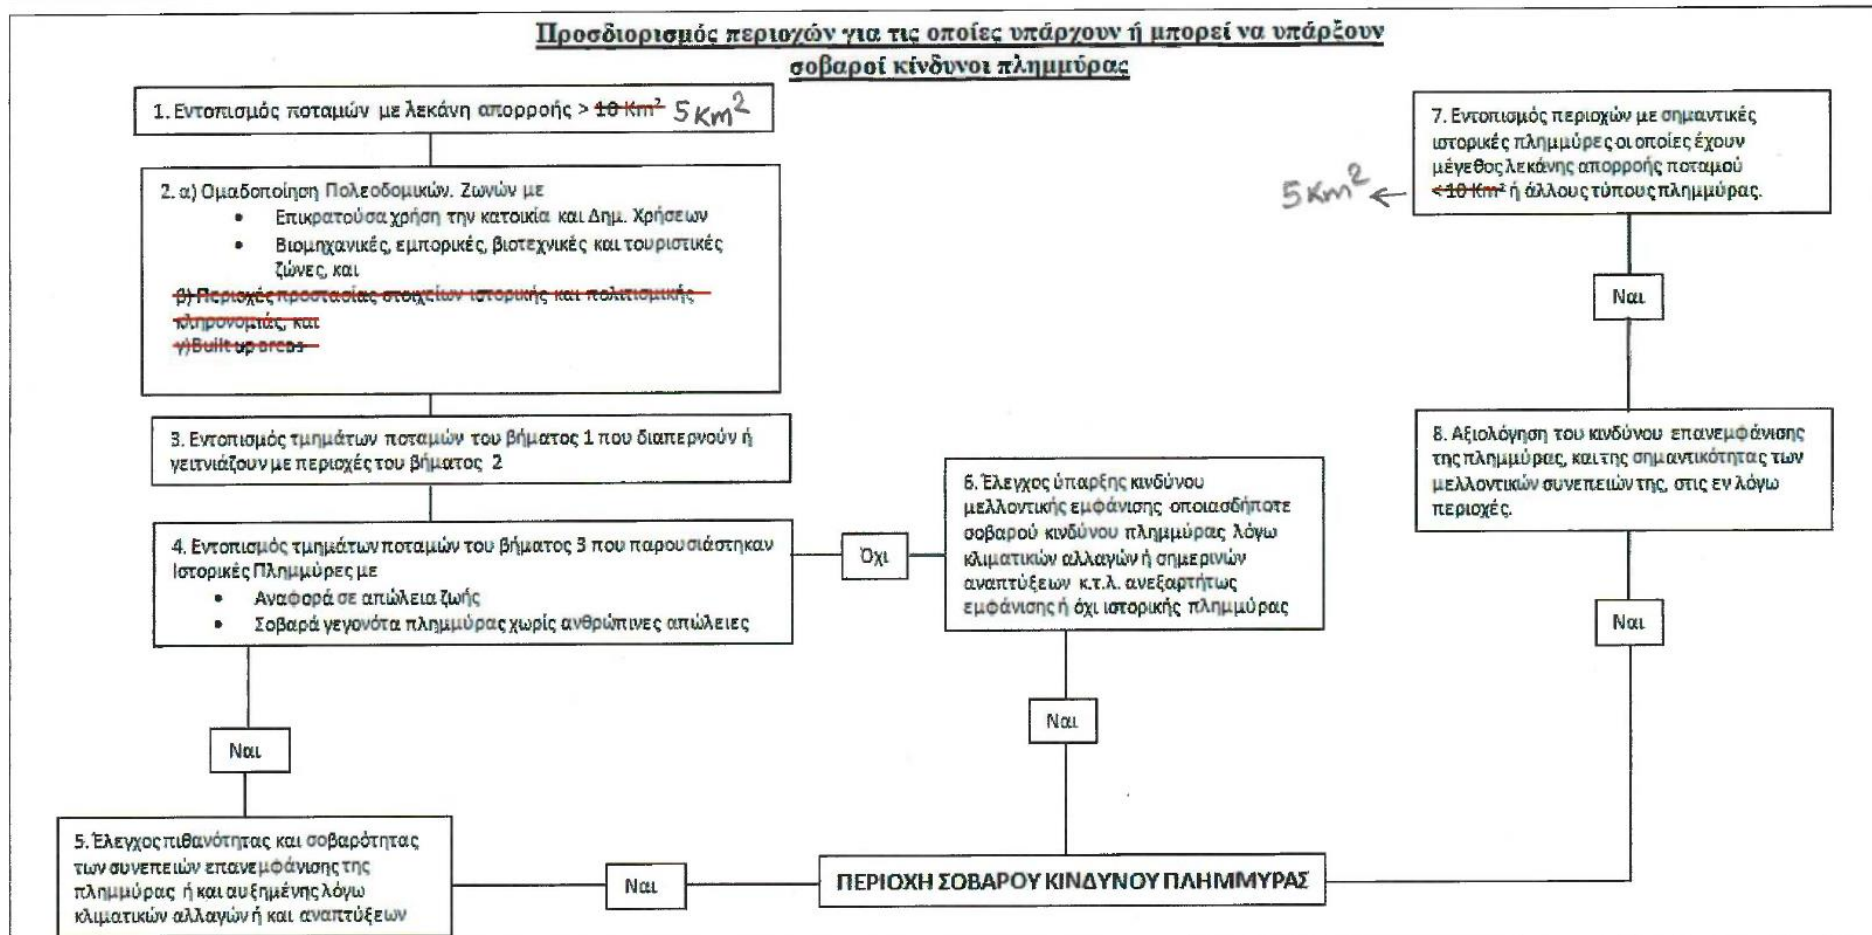 Προσδιορισμός περιοχών για τις οποίες υπάρχουν ή μπορεί να υπάρξουν
σοβαροί κίνδυνοι πλημμύρας
1. Εντοπισμός ποταμών με λεκάνη απορροής > 10 Km² 5 Km²
2. α) Ομαδοποίηση Πολεοδομικών. Ζωνών με
• Επικρατούσα χρήση την κατοικία και Δημ. Χρήσεων
• Βιομηχανικές, εμπορικές, βιοτεχνικές και τουριστικές
ζώνες, και
β) Περιοχές προστασίας στοιχείων ιστορικής και πολιτισμικής
κληρονομιάς, και
γ)Built up areas
3. Εντοπισμός τμημάτων ποταμών του βήματος 1 που διαπερνούν ή
γειτνιάζουν με περιοχές του βήματος 2
4. Εντοπισμός τμημάτων ποταμών του βήματος 3 που παρουσιάστηκαν
Ιστορικές Πλημμύρες με
• Αναφορά σε απώλεια ζωής
• Σοβαρά γεγονότα πλημμύρας χωρίς ανθρώπινες απώλειες
Ναι
5. Έλεγχος πιθανότητας και σοβαρότητας
των συνεπειών επανεμφάνισης της
πλημμύρας ή και αυξημένης λόγω
κλιματικών αλλαγών ή και αναπτύξεων
Ναι
Όχι
6. Έλεγχος ύπαρξης κινδύνου
μελλοντικής εμφάνισης οποιασδήποτε
σοβαρού κινδύνου πλημμύρας λόγω
κλιματικών αλλαγών ή σημερινών
αναπτύξεων κ.τ.λ. ανεξαρτήτως
εμφάνισης ή όχι ιστορικής πλημμύρας
Ναι
ΠΕΡΙΟΧΗ ΣΟΒΑΡΟΥ ΚΙΝΔΥΝΟΥ ΠΛΗΜΜΥΡΑΣ
7. Εντοπισμός περιοχών με σημαντικές
ιστορικές πλημμύρες οι οποίες έχουν
μέγεθος λεκάνης απορροής ποταμού
5 Km² ← < 10 Km² ή άλλους τύπους πλημμύρας.
Ναι
8. Αξιολόγηση του κινδύνου επανεμφάνισης
της πλημμύρας, και της σημαντικότητας των
μελλοντικών συνεπειών της, στις εν λόγω
περιοχές.
Ναι